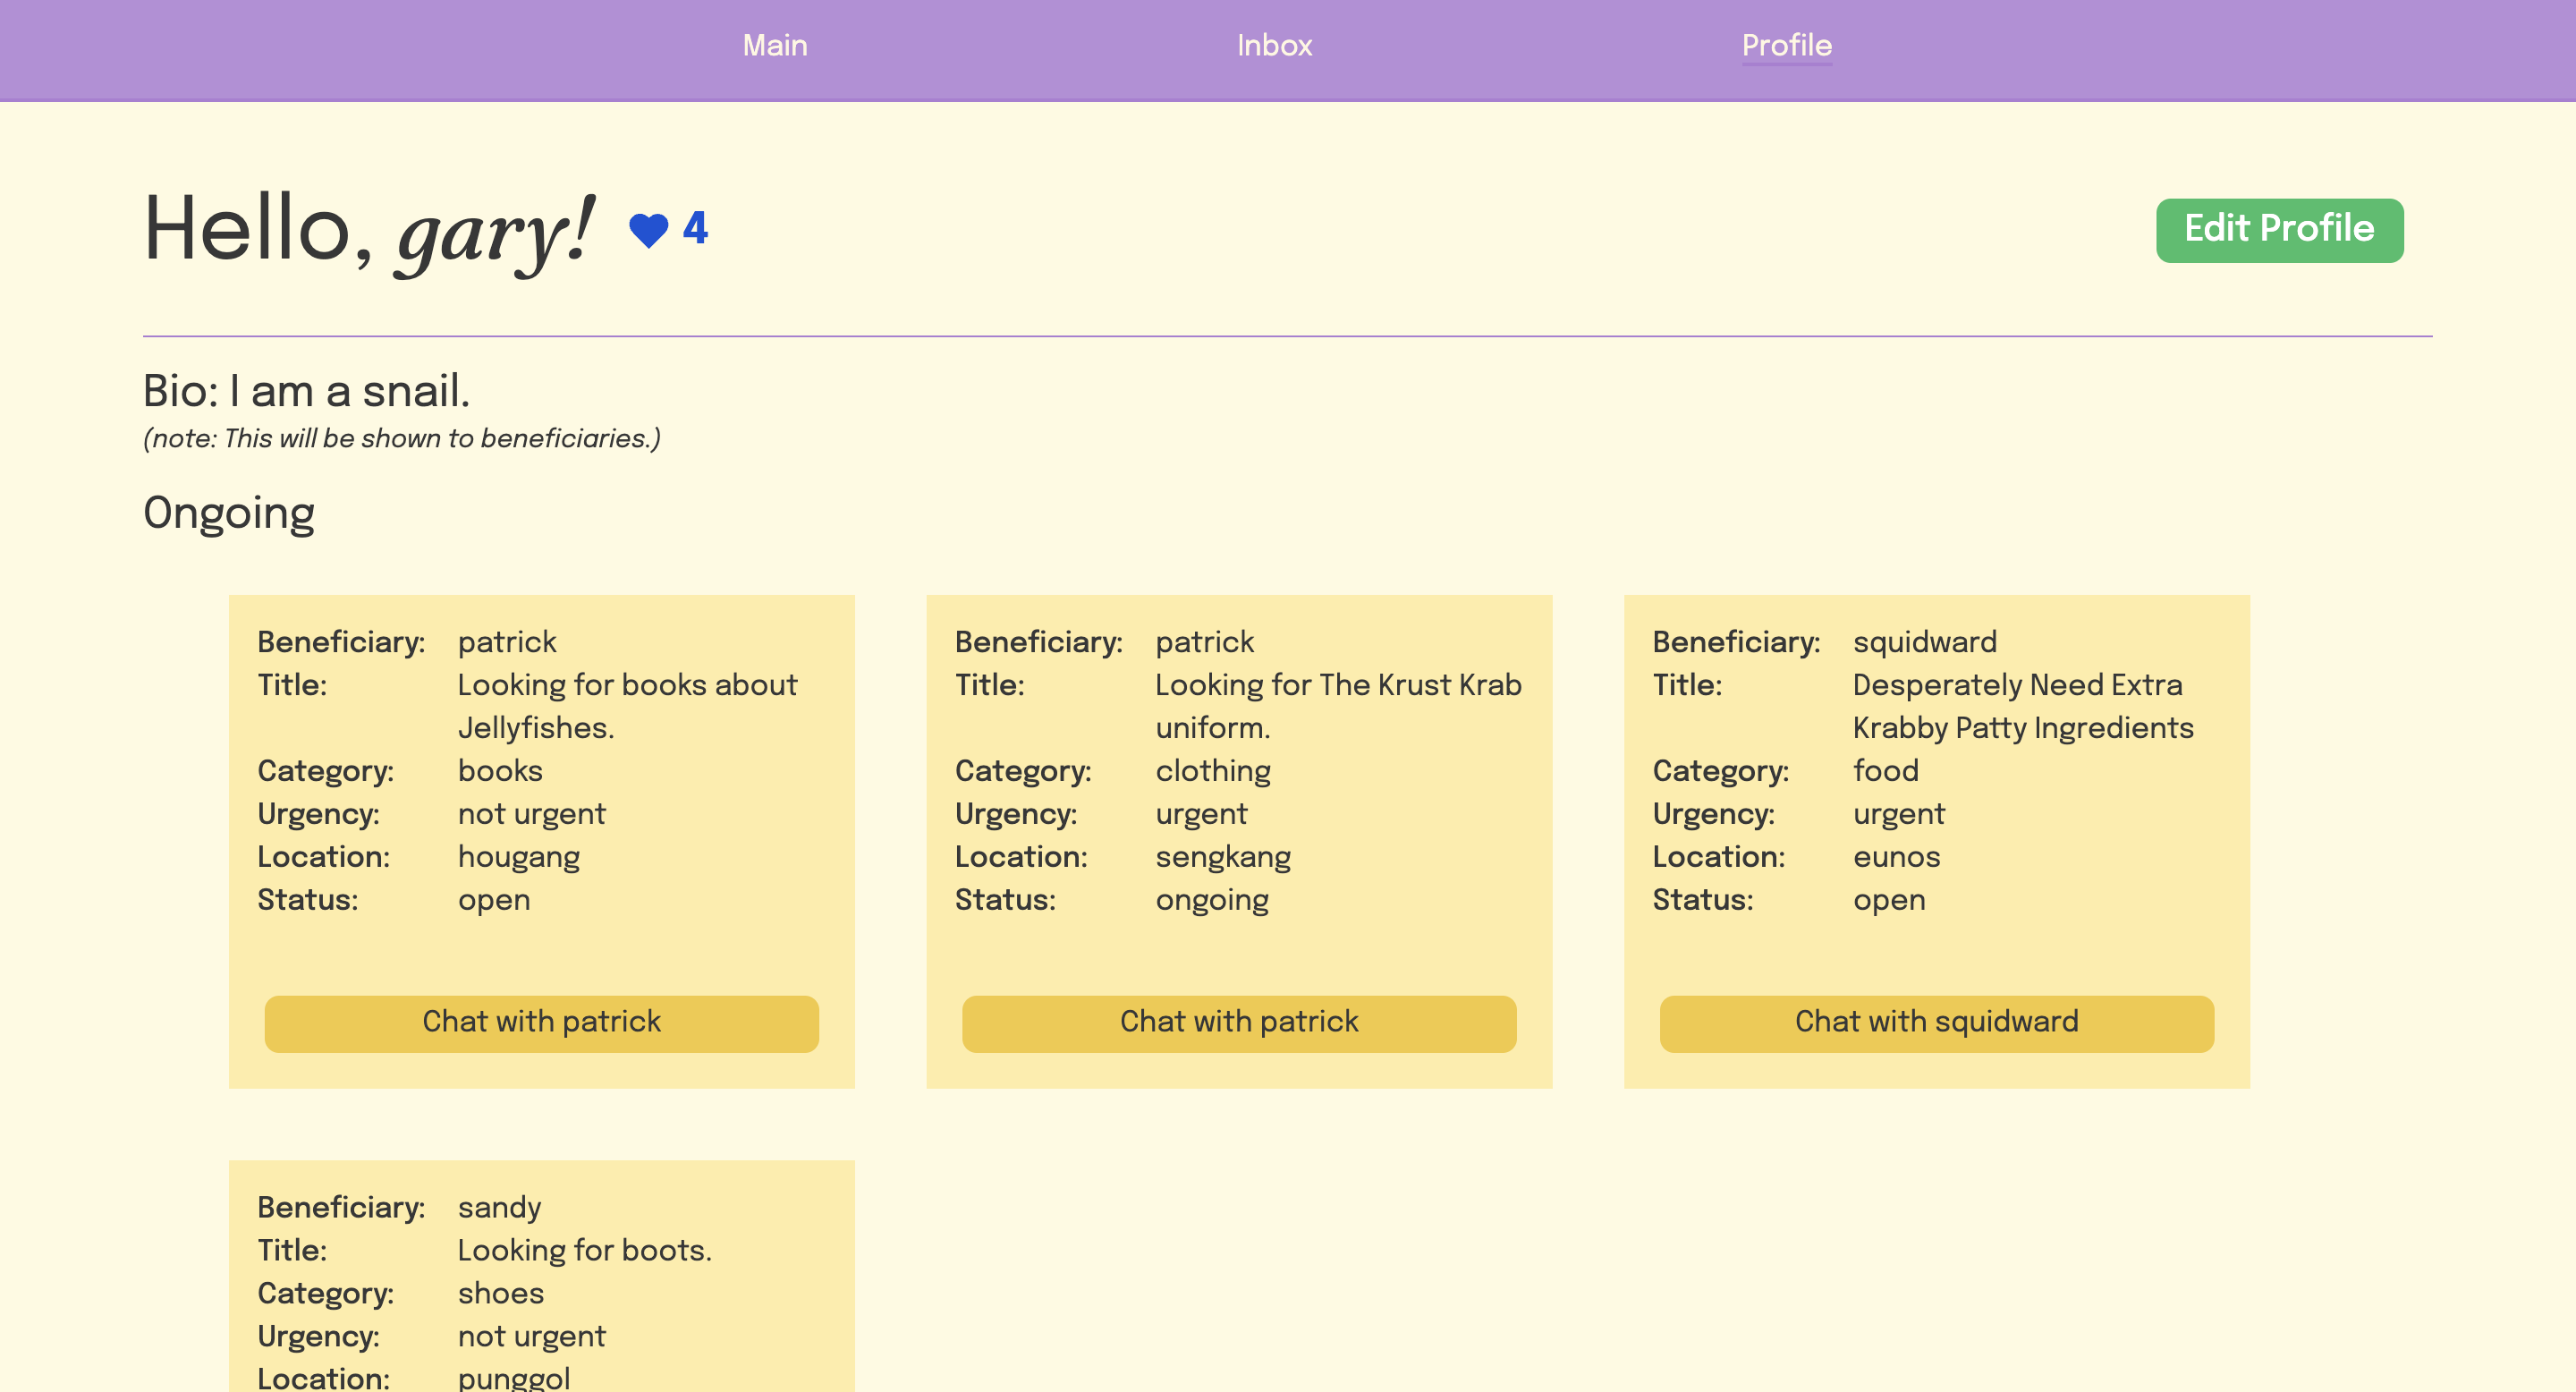 Main Inbox Profile
Hello, gary! 4
Edit Profile
Bio: I am a snail.
(note: This will be shown to beneficiaries.)
Ongoing
Beneficiary: patrick
Title: Looking for books about
Jellyfishes.
Category: books
Urgency: not urgent
Location: hougang
Status: open
Chat with patrick
Beneficiary: patrick
Title: Looking for The Krust Krab
uniform.
Category: clothing
Urgency: urgent
Location: sengkang
Status: ongoing
Chat with patrick
Beneficiary: squidward
Title: Desperately Need Extra
Krabby Patty Ingredients
Category: food
Urgency: urgent
Location: eunos
Status: open
Chat with squidward
Beneficiary: sandy
Title: Looking for boots.
Category: shoes
Urgency: not urgent
Location: punggol